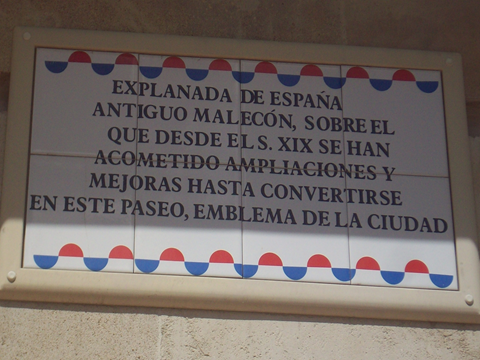 EXPLANADA DE ESPAÑA
ANTIGUO MALECÓN, SOBRE EL
QUE DESDE EL S. XIX SE HAN
ACOMETIDO AMPLIACIONES Y
MEJORAS HASTA CONVERTIRSE
EN ESTE PASEO, EMBLEMA DE LA CIUDAD